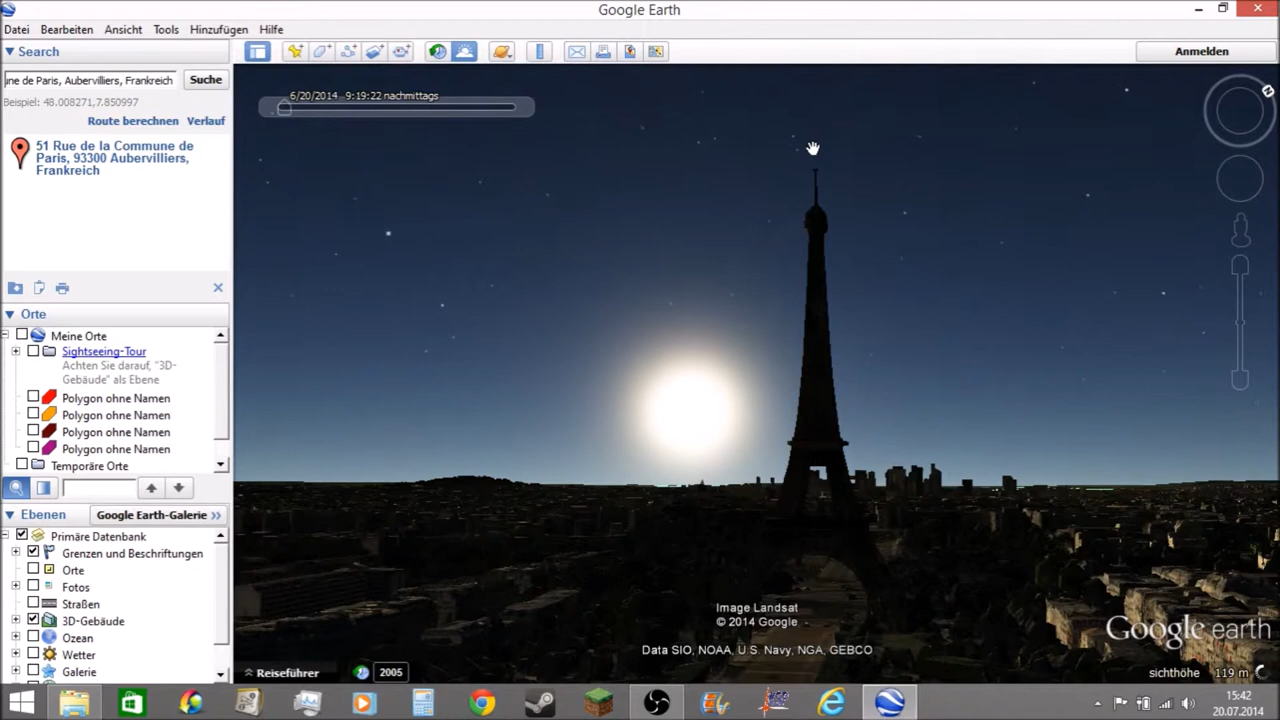 Google Earth
Datei Bearbeiten Ansicht Tools Hinzufügen Hilfe
Search
ne de Paris, Aubervilliers, Frankreich Suche
Beispiel: 48.008271,7.850997
Route berechnen Verlauf
51 Rue de la Commune de
Paris, 93300 Aubervilliers,
Frankreich
Anmelden
6/20/2014 9:19:22 nachmittags
Orte
Meine Orte
Sightseeing-Tour
Achten Sie darauf, "3D-
Gebäude" als Ebene
Polygon ohne Namen
Polygon ohne Namen
Polygon ohne Namen
Polygon ohne Namen
Temporäre Orte
Ebenen Google Earth-Galerie >>
Primäre Datenbank
Grenzen und Beschriftungen
Orte
Fotos
Straßen
3D-Gebäude
Ozean
Wetter
Galerie
Image Landsat
© 2014 Google
Data SIO, NOAA, U.S. Navy, NGA, GEBCO
Google earth
Reiseführer 2005
sichthöhe 119 m
15:42
20.07.2014